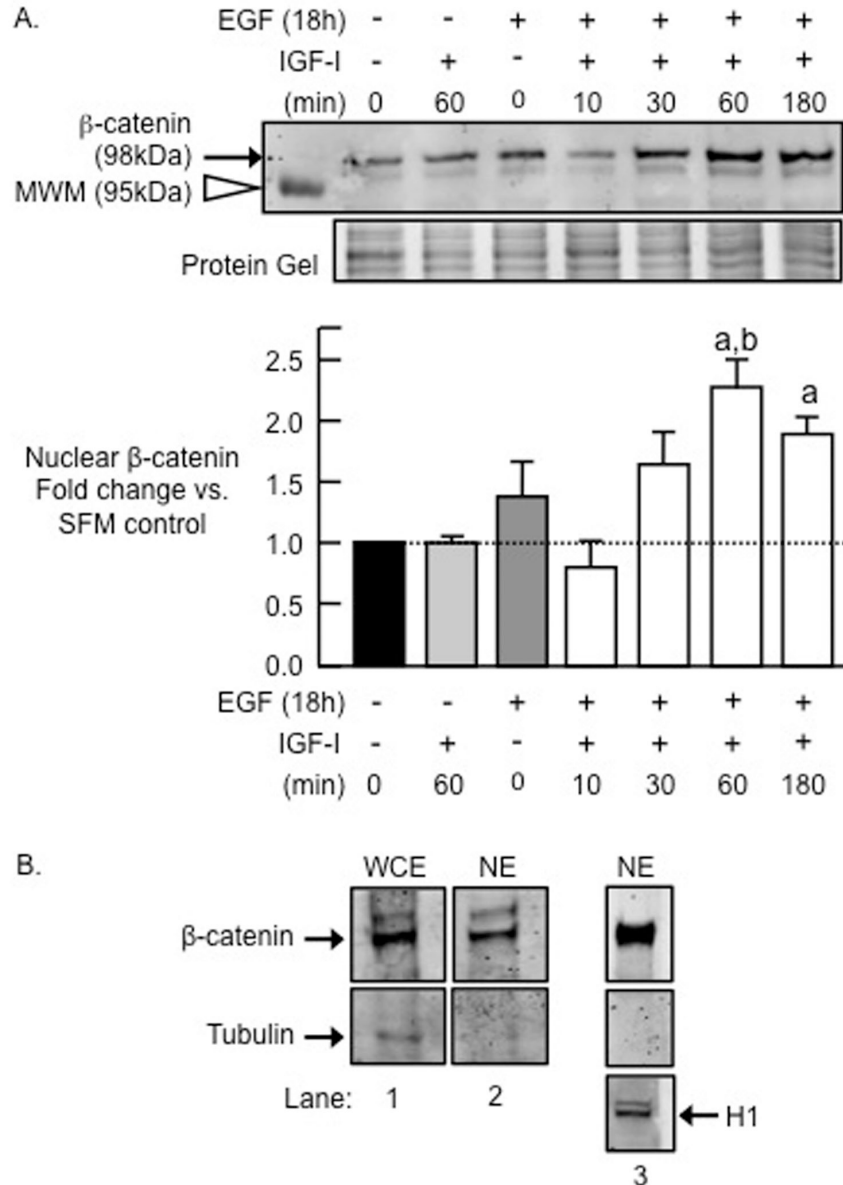 A.
EGF (18h) - - + + + + +
IGF-I - + - + + + +
(min) 0 60 0 10 30 60 180
β-catenin
(98kDa)
MWM (95kDa)
Protein Gel
a,b
a
2.5
2.0
1.5
1.0
0.5
0.0
Nuclear β-catenin
Fold change vs.
SFM control
EGF (18h) - - + + + + +
IGF-I - + - + + + +
(min) 0 60 0 10 30 60 180
B.
WCE NE NE
β-catenin
Tubulin
Lane: 1 2
H1
3